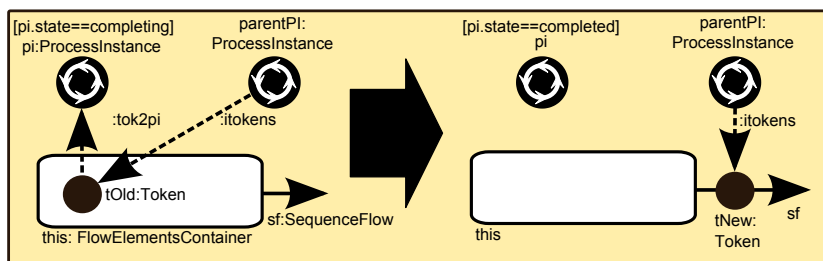 [pi.state==completing]
pi:ProcessInstance
parentPI:
ProcessInstance
:tok2pi
:itokens
tOld:Token
sf:SequenceFlow
this: FlowElementsContainer
[pi.state==completed]
pi
parentPI:
ProcessInstance
:itokens
this
tNew:
Token
sf